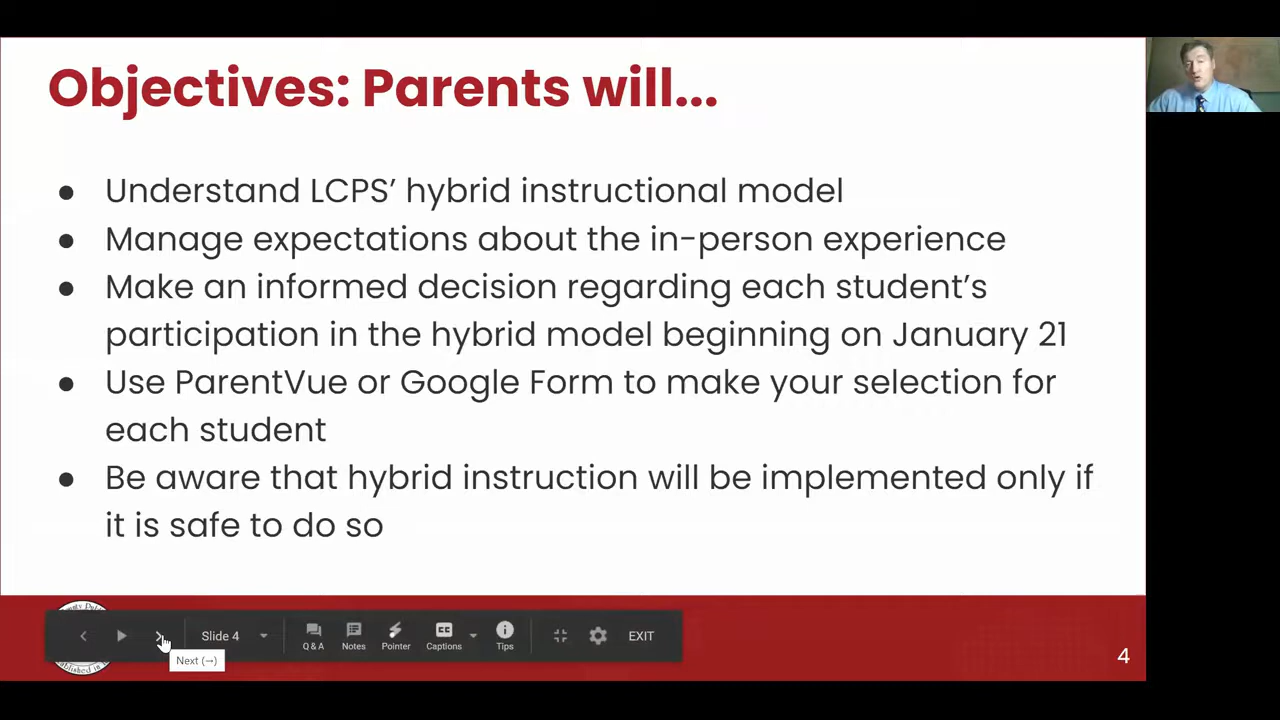 Objectives: Parents will...
● Understand LCPS’ hybrid instructional model
● Manage expectations about the in-person experience
● Make an informed decision regarding each student’s
participation in the hybrid model beginning on January 21
● Use ParentVue or Google Form to make your selection for
each student
● Be aware that hybrid instruction will be implemented only if
it is safe to do so
Slide 4
Q & A
Notes
Pointer
CC
Captions
Tips
EXIT
Next (→)
4